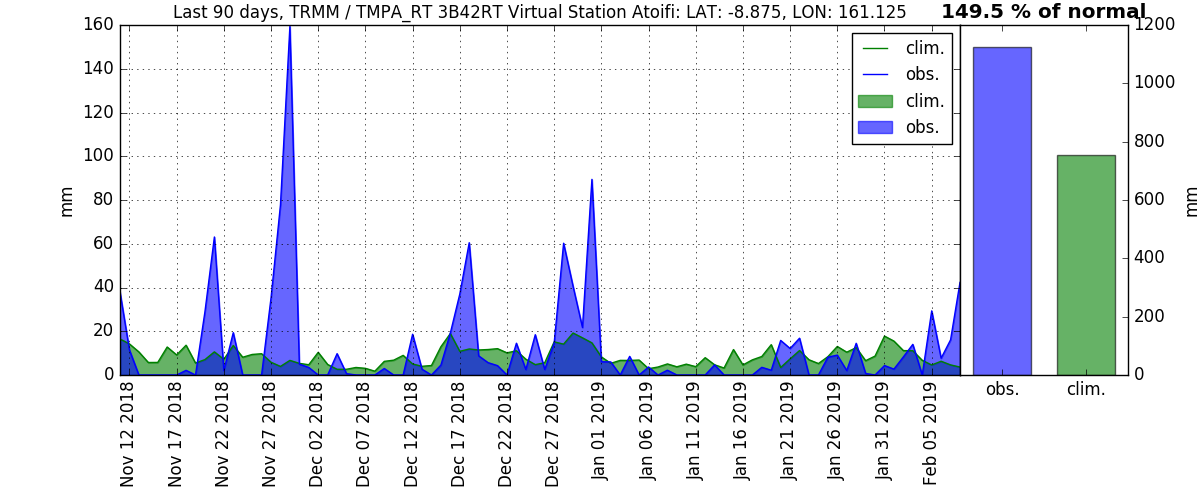 Last 90 days, TRMM / TMPA_RT 3B42RT Virtual Station Atoifi: LAT: -8.875, LON: 161.125
149.5 % of normal
160
140
120
100
80
60
40
20
0
mm
clim.
obs.
clim.
obs.
Nov 12 2018
Nov 17 2018
Nov 22 2018
Nov 27 2018
Dec 02 2018
Dec 07 2018
Dec 12 2018
Dec 17 2018
Dec 22 2018
Dec 27 2018
Jan 01 2019
Jan 06 2019
Jan 11 2019
Jan 16 2019
Jan 21 2019
Jan 26 2019
Jan 31 2019
Feb 05 2019
1200
1000
800
600
400
200
0
mm
obs.
clim.